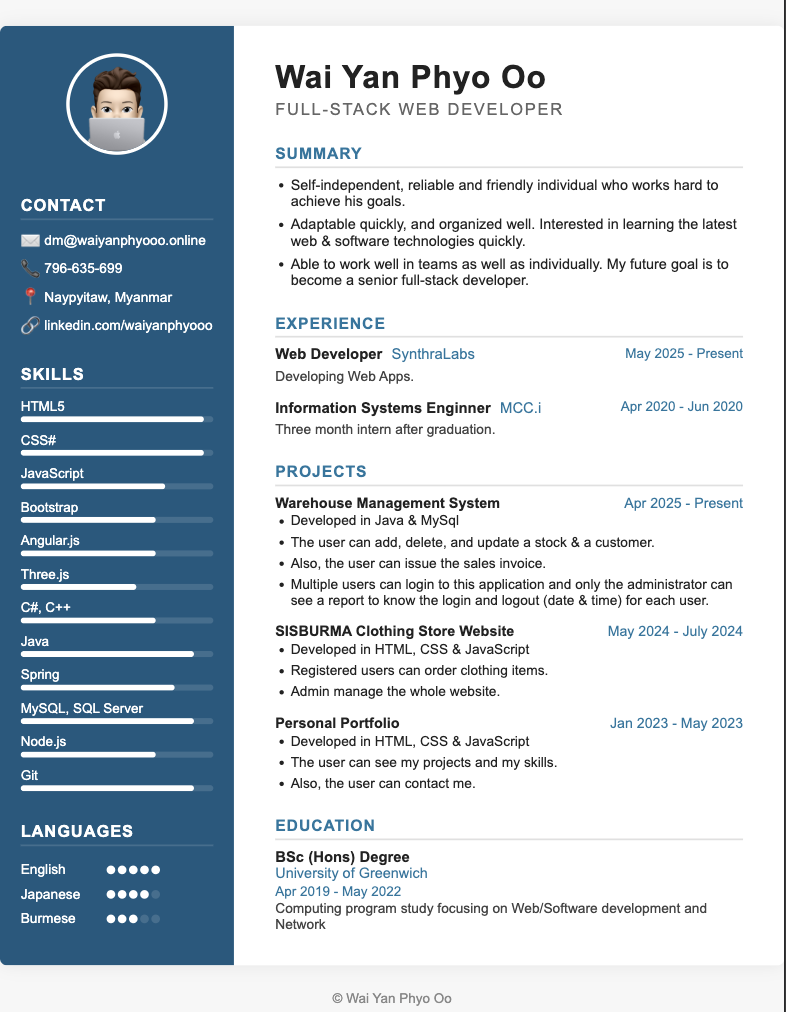 CONTACT
dm@waiyanphyooo.online
796-635-699
Naypyitaw, Myanmar
linkedin.com/waiyanphyooo
SKILLS
HTML5
CSS#
JavaScript
Bootstrap
Angular.js
Three.js
C#, C++
Java
Spring
MySQL, SQL Server
Node.js
Git
LANGUAGES
English
Japanese
Burmese
Wai Yan Phyo Oo
FULL-STACK WEB DEVELOPER
SUMMARY
• Self-independent, reliable and friendly individual who works hard to
achieve his goals.
• Adaptable quickly, and organized well. Interested in learning the latest
web & software technologies quickly.
• Able to work well in teams as well as individually. My future goal is to
become a senior full-stack developer.
EXPERIENCE
Web Developer SynthraLabs May 2025 - Present
Developing Web Apps.
Information Systems Enginner MCC.i Apr 2020 - Jun 2020
Three month intern after graduation.
PROJECTS
Warehouse Management System Apr 2025 - Present
• Developed in Java & MySql
• The user can add, delete, and update a stock & a customer.
• Also, the user can issue the sales invoice.
• Multiple users can login to this application and only the administrator can
see a report to know the login and logout (date & time) for each user.
SISBURMA Clothing Store Website May 2024 - July 2024
• Developed in HTML, CSS & JavaScript
• Registered users can order clothing items.
• Admin manage the whole website.
Personal Portfolio Jan 2023 - May 2023
• Developed in HTML, CSS & JavaScript
• The user can see my projects and my skills.
• Also, the user can contact me.
EDUCATION
BSc (Hons) Degree
University of Greenwich
Apr 2019 - May 2022
Computing program study focusing on Web/Software development and
Network
© Wai Yan Phyo Oo